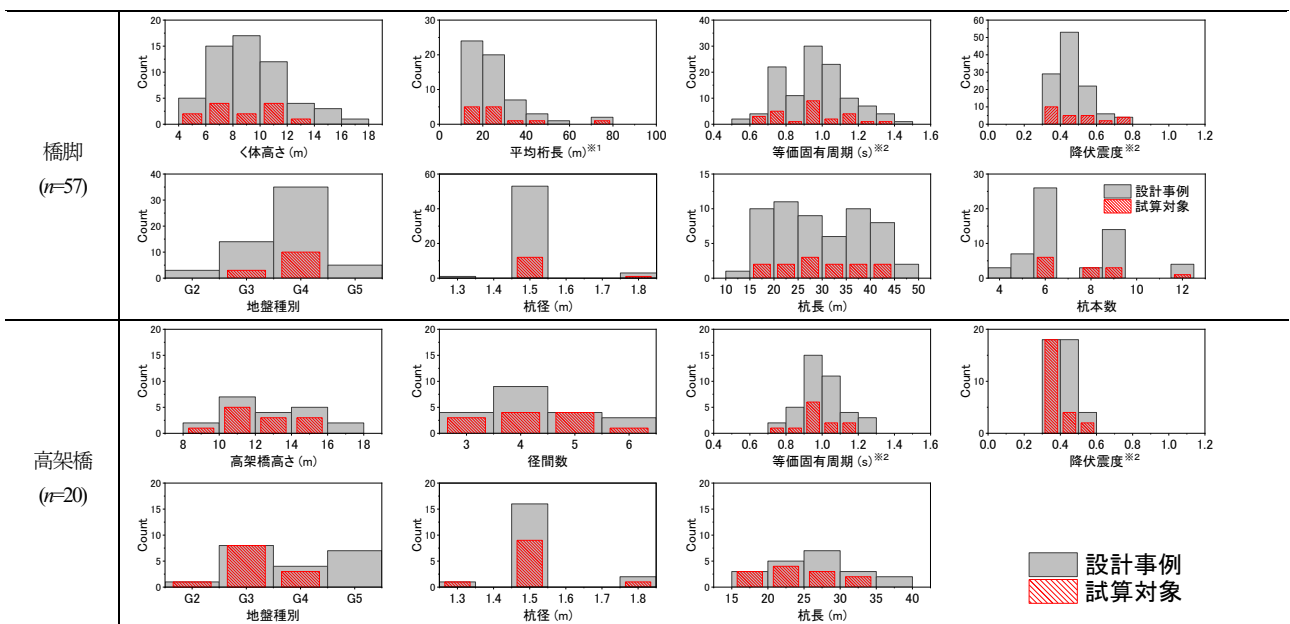 橋脚
(n=57)
20
15
10
5
0
Count
4 6 8 10 12 14 16 18
く体高さ (m)
30
20
10
0
Count
0 20 40 60 80 100
平均桁長 (m)※1
40
30
20
10
0
Count
0.4 0.6 0.8 1.0 1.2 1.4 1.6
等価固有周期 (s)※2
60
50
40
30
20
10
0
Count
0.0 0.2 0.4 0.6 0.8 1.0 1.2
降伏震度※2
40
30
20
10
0
Count
G2 G3 G4 G5
地盤種別
60
40
20
0
Count
1.3 1.4 1.5 1.6 1.7 1.8
杭径 (m)
15
10
5
0
Count
10 15 20 25 30 35 40 45 50
杭長 (m)
30
20
10
0
Count
4 6 8 10 12
杭本数
設計事例
試算対象
高架橋
(n=20)
20
15
10
5
0
Count
8 10 12 14 16 18
高架橋高さ (m)
20
15
10
5
0
Count
3 4 5 6
径間数
20
15
10
5
0
Count
0.4 0.6 0.8 1.0 1.2 1.4 1.6
等価固有周期 (s)※2
20
15
10
5
0
Count
0.0 0.2 0.4 0.6 0.8 1.0 1.2
降伏震度※2
20
15
10
5
0
Count
G2 G3 G4 G5
地盤種別
20
15
10
5
0
Count
1.3 1.4 1.5 1.6 1.7 1.8
杭径 (m)
20
15
10
5
0
Count
15 20 25 30 35 40
杭長 (m)
設計事例
試算対象